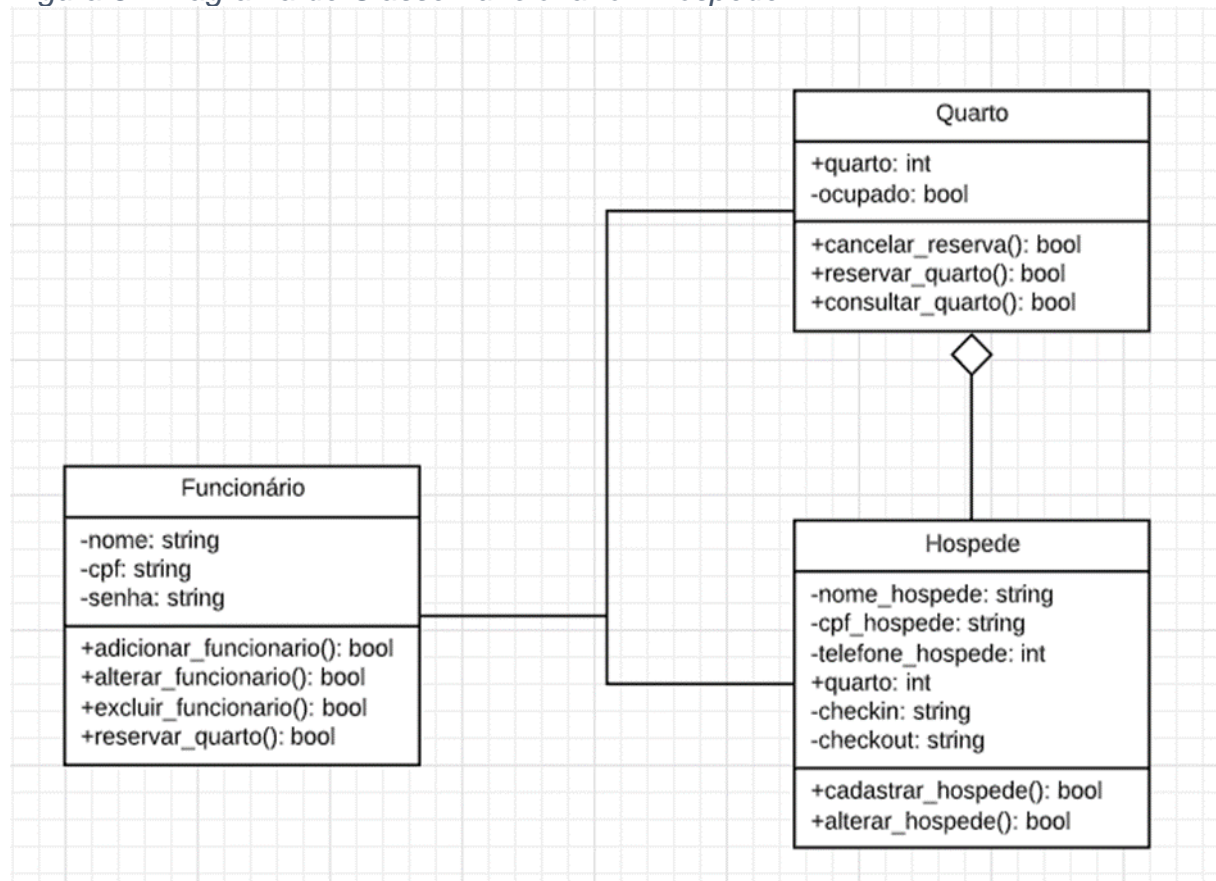 Quarto
+quarto: int
-ocupado: bool
+cancelar_reserva(): bool
+reservar_quarto(): bool
+consultar_quarto(): bool
Funcionário
-nome: string
-cpf: string
-senha: string
+adicionar_funcionario(): bool
+alterar_funcionario(): bool
+excluir_funcionario(): bool
+reservar_quarto(): bool
Hospede
-nome_hospede: string
-cpf_hospede: string
-telefone_hospede: int
+quarto: int
-checkin: string
-checkout: string
+cadastrar_hospede(): bool
+alterar_hospede(): bool